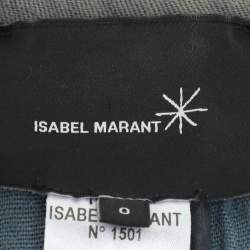 ISABEL MARANT
0
ISABEL MARANT
N° 1501